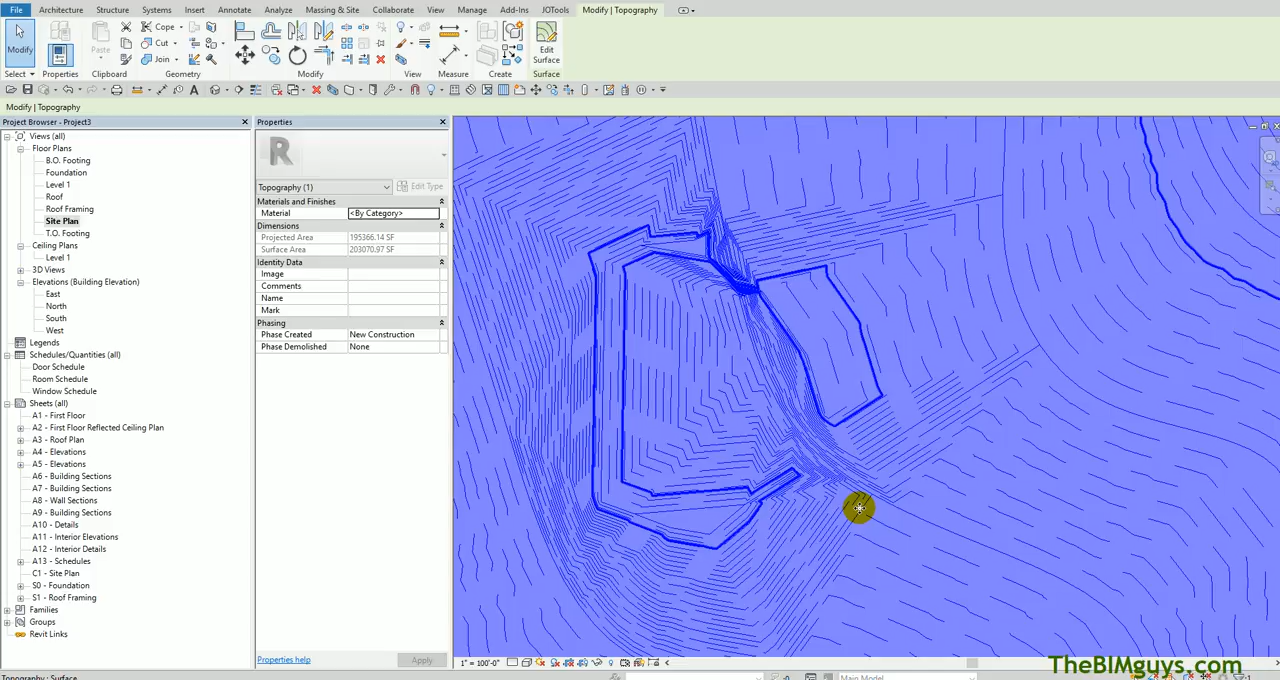 File Architecture Structure Systems Insert Annotate Analyze Massing & Site Collaborate View Manage Add-Ins JOTools Modify | Topography
Modify Properties Paste Cope Cut Join Edit Surface
Select Properties Clipboard Geometry Modify View Measure Create Surface
Modify | Topography
Project Browser - Project3
Views (all)
Floor Plans
B.O. Footing
Foundation
Level 1
Roof
Roof Framing
Site Plan
T.O. Footing
Ceiling Plans
Level 1
3D Views
Elevations (Building Elevation)
East
North
South
West
Legends
Schedules/Quantities (all)
Door Schedule
Room Schedule
Window Schedule
Sheets (all)
A1 - First Floor
A2 - First Floor Reflected Ceiling Plan
A3 - Roof Plan
A4 - Elevations
A5 - Elevations
A6 - Building Sections
A7 - Building Sections
A8 - Wall Sections
A9 - Building Sections
A10 - Details
A11 - Interior Elevations
A12 - Interior Details
A13 - Schedules
C1 - Site Plan
S0 - Foundation
S1 - Roof Framing
Families
Groups
Revit Links
Properties
R
Topography (1) Edit Type
Materials and Finishes
Material <By Category>
Dimensions
Projected Area 195366.14 SF
Surface Area 203070.97 SF
Identity Data
Image
Comments
Name
Mark
Phasing
Phase Created New Construction
Phase Demolished None
Properties help Apply
1" = 100'-0"
TheBIMguys.com
Topography : Surface :0 Main Model :1